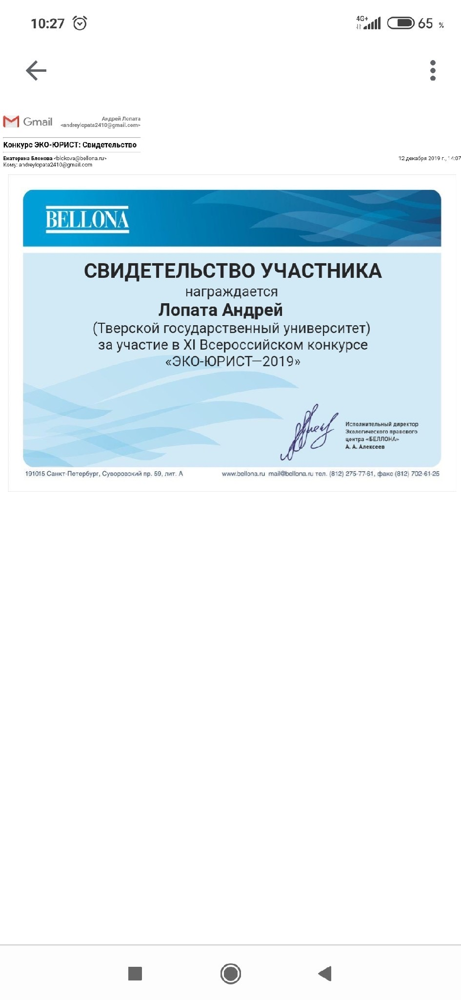 10:27
4G+ 65 %
Gmail
Андрей Лопата
<andreylopata2410@gmail.com>
Конкурс ЭКО-ЮРИСТ: Свидетельство
Екатерина Блокова <blokova@bellona.ru>
12 декабря 2019 г., 14:07
Кому: andreylopata2410@gmail.com
BELLONA
СВИДЕТЕЛЬСТВО УЧАСТНИКА
награждается
Лопата Андрей
(Тверской государственный университет)
за участие в XI Всероссийском конкурсе
«ЭКО-ЮРИСТ—2019»
Исполнительный директор
Экологического правового
центра «БЕЛЛОНА»
А. А. Алексеев
191015 Санкт-Петербург, Суворовский пр. 59, лит. А
www.bellona.ru mail@bellona.ru тел. (812) 275-77-61, факс (812) 702-61-25